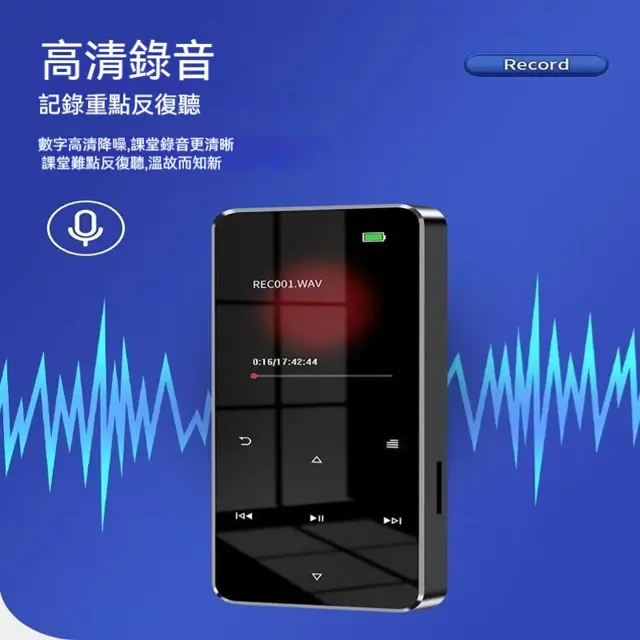 高清錄音
Record
記錄重點反復聽
數字高清降噪,課堂錄音更清晰
課堂難點反復聽,溫故而知新
REC001.WAV
0:16/17:42:44